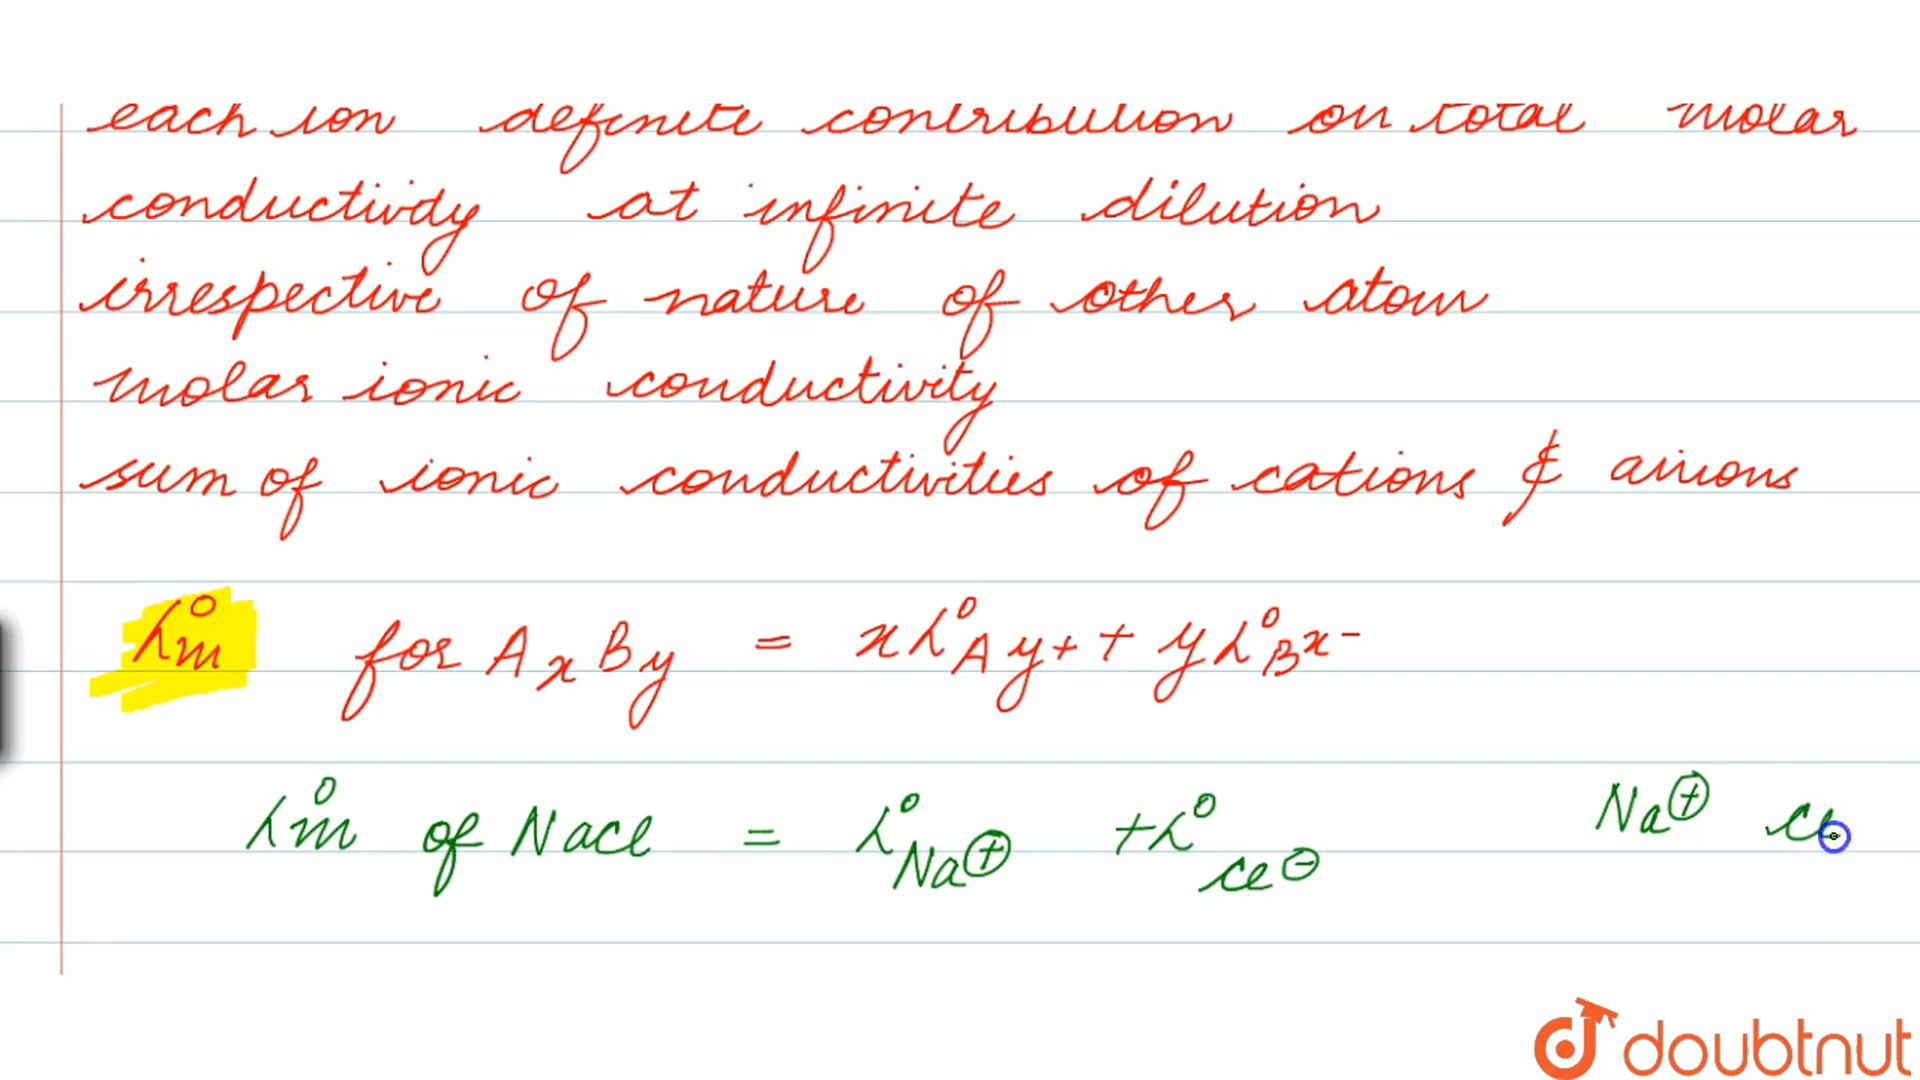 each ion definite contribution on total molar
conductivity at infinite dilution
irrespective of nature of other atom
molar ionic conductivity
sum of ionic conductivities of cations & anions
λ°m for AxBy = xλ°Ay+ + yλ°Bx-
λ°m of NaCl = λ°Na⊕ + λ°Cl⊖ Na⊕ Cl
doubtnut